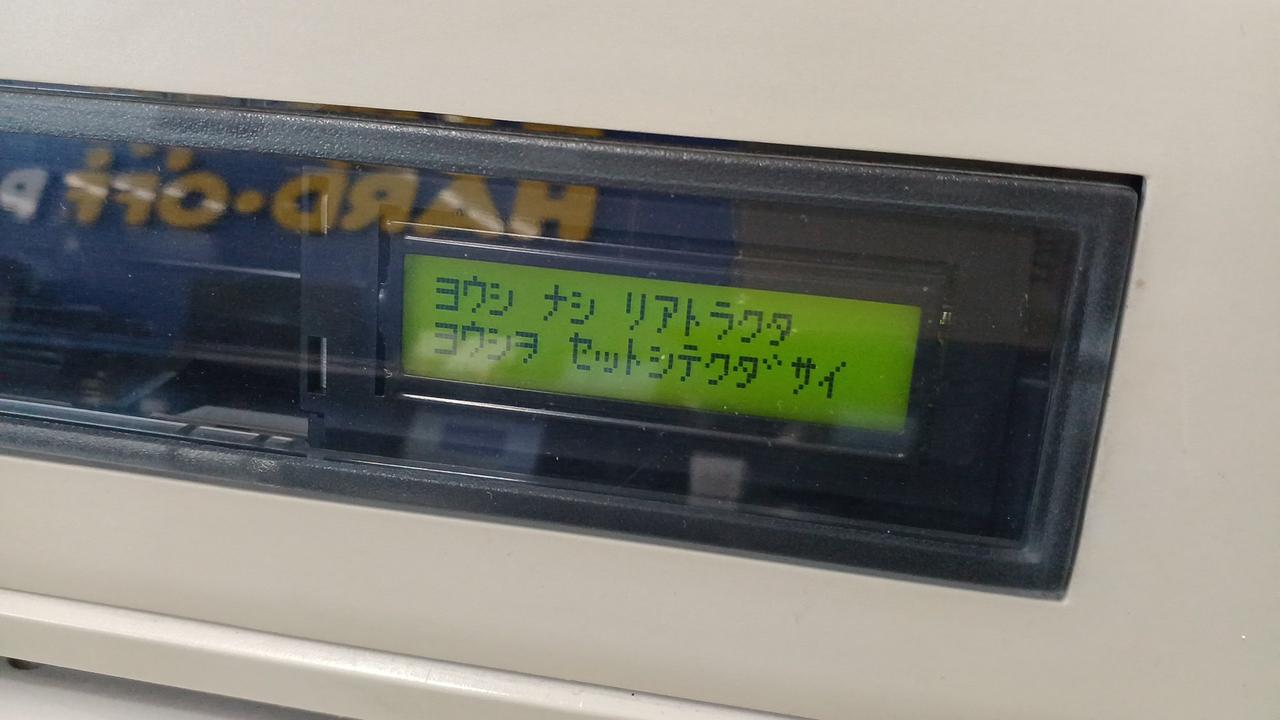 HARD・OFF P
ﾖｳｼ ﾅｼ ﾘｱﾄﾗｸﾀ
ﾖｳｼｦ ｾｯﾄｼﾃｸﾀﾞｻｲ